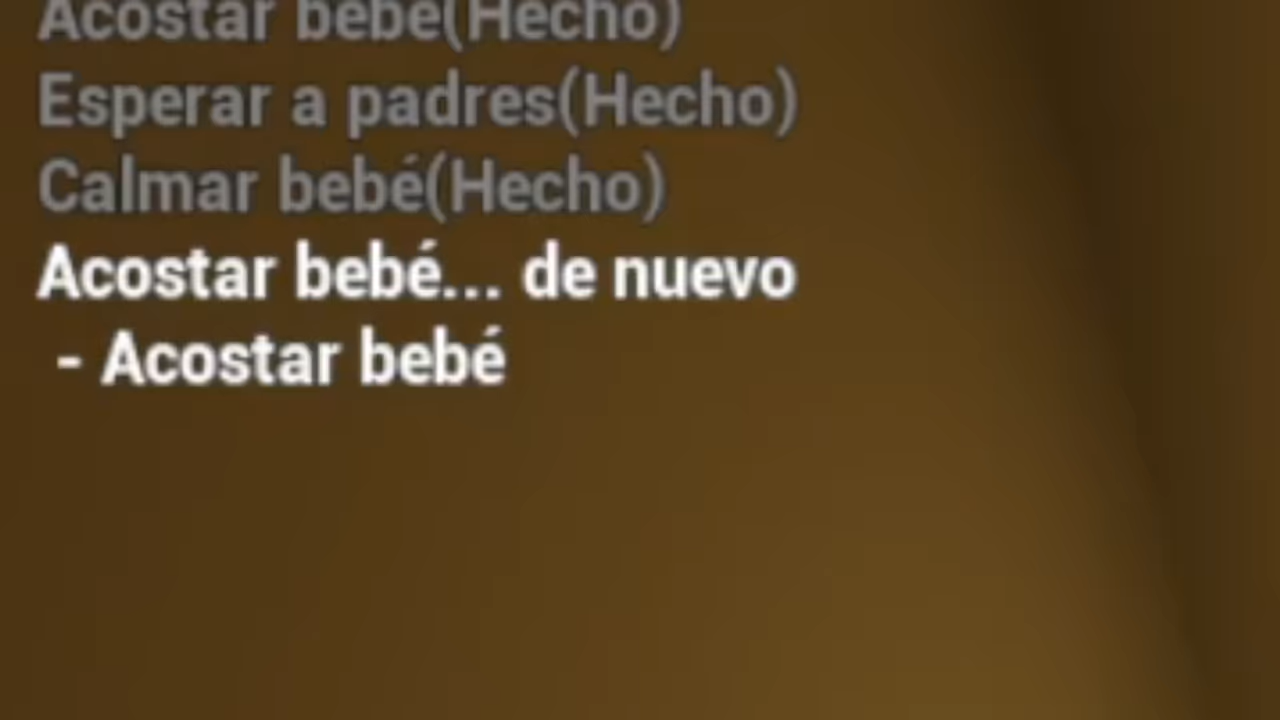 Acostar bebé(Hecho)
Esperar a padres(Hecho)
Calmar bebé(Hecho)
Acostar bebé... de nuevo
- Acostar bebé